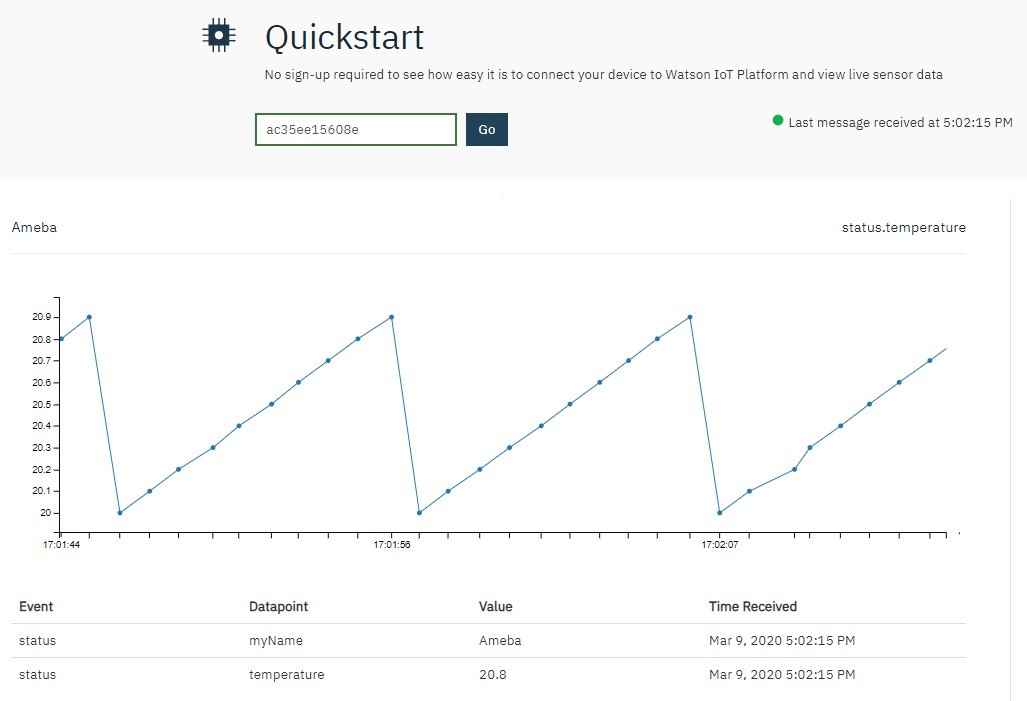 Quickstart
No sign-up required to see how easy it is to connect your device to Watson IoT Platform and view live sensor data
ac35ee15608e
Go
Last message received at 5:02:15 PM
Ameba
status.temperature
20.9
20.8
20.7
20.6
20.5
20.4
20.3
20.2
20.1
20
17:01:44
17:01:56
17:02:07
Event Datapoint Value Time Received
status myName Ameba Mar 9, 2020 5:02:15 PM
status temperature 20.8 Mar 9, 2020 5:02:15 PM